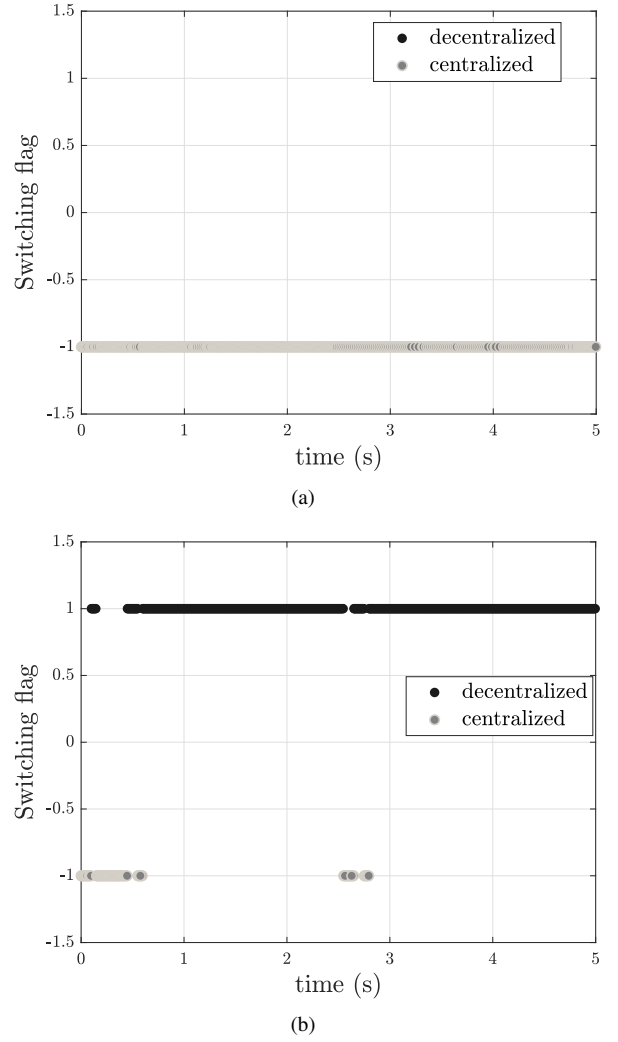 1.5
decentralized
centralized
1
0.5
0
-0.5
-1
-1.5
Switching flag
0 1 2 3 4 5
time (s)
(a)
1.5
1
0.5
decentralized
centralized
0
-0.5
-1
-1.5
Switching flag
0 1 2 3 4 5
time (s)
(b)